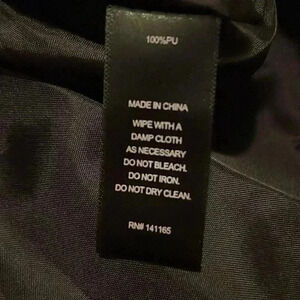 100%PU
MADE IN CHINA
WIPE WITH A
DAMP CLOTH
AS NECESSARY
DO NOT BLEACH.
DO NOT IRON.
DO NOT DRY CLEAN.
RN# 141165